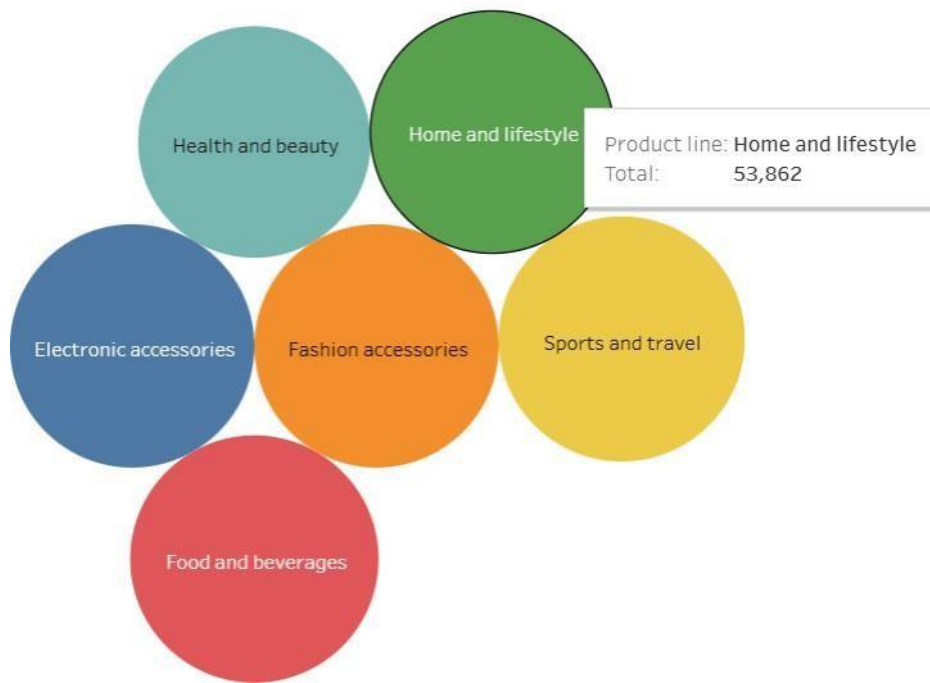 Health and beauty
Home and lifestyle
Product line: Home and lifestyle
Total: 53,862
Electronic accessories
Fashion accessories
Sports and travel
Food and beverages